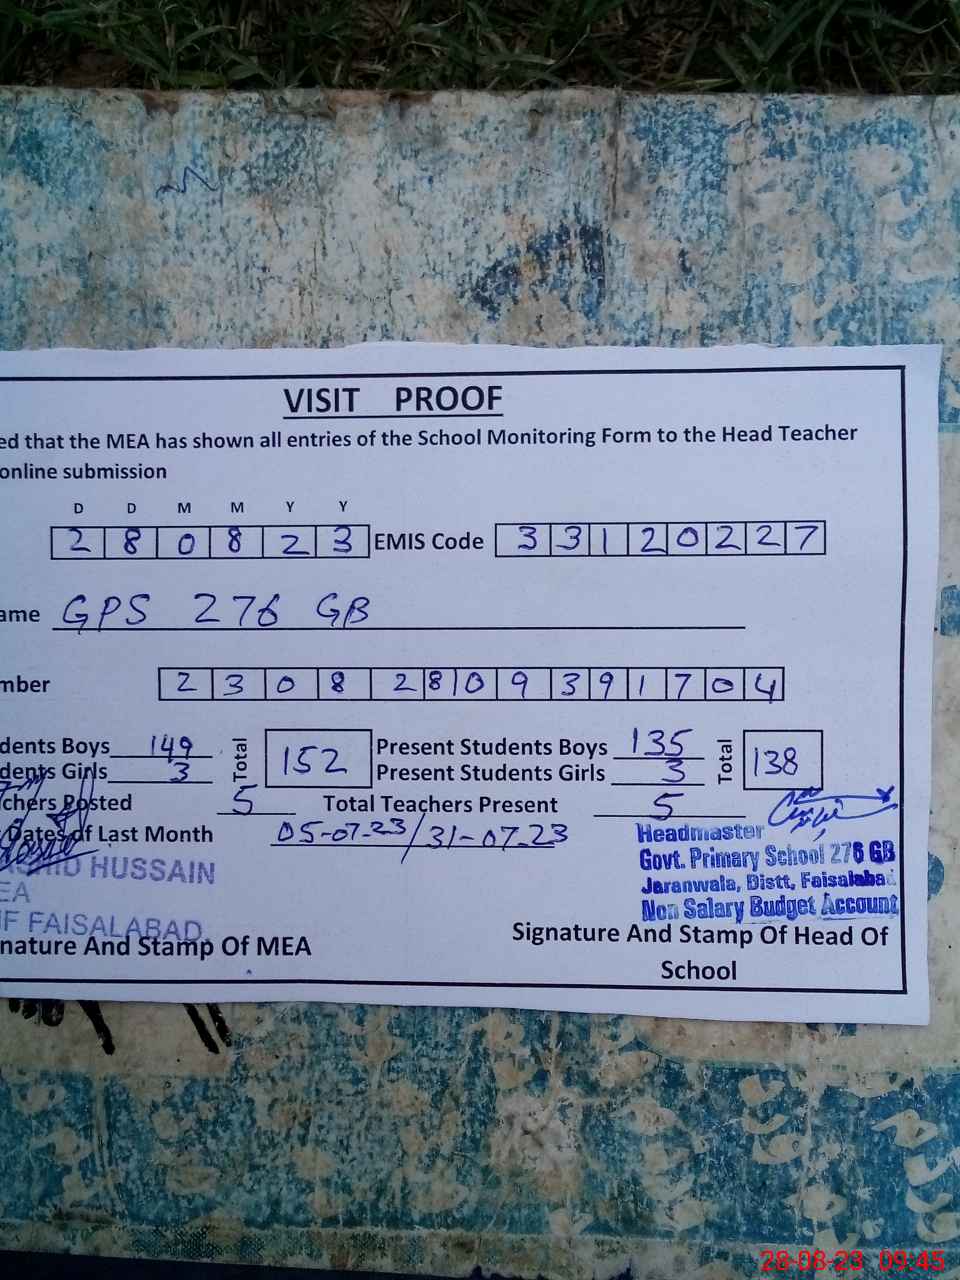 VISIT PROOF
ed that the MEA has shown all entries of the School Monitoring Form to the Head Teacher
online submission
D D M M Y Y
2 8 0 8 2 3 EMIS Code 3 3 1 2 0 2 2 7
ame GPS 276 GB
mber 2 3 0 8 2 8 0 9 3 9 1 7 0 4
dents Boys 149 Total 152 Present Students Boys 135 Total 138
dents Girls 3 Present Students Girls 3
chers Posted 5 Total Teachers Present 5
Dates of Last Month 05-07-23/31-07-23
Headmaster
Govt. Primary School 276 GB
Jaranwala, Distt, Faisalabad
Non Salary Budget Account
HUSSAIN
EA
IF FAISALABAD
nature And Stamp Of MEA
Signature And Stamp Of Head Of
School
28-08-23 09:45